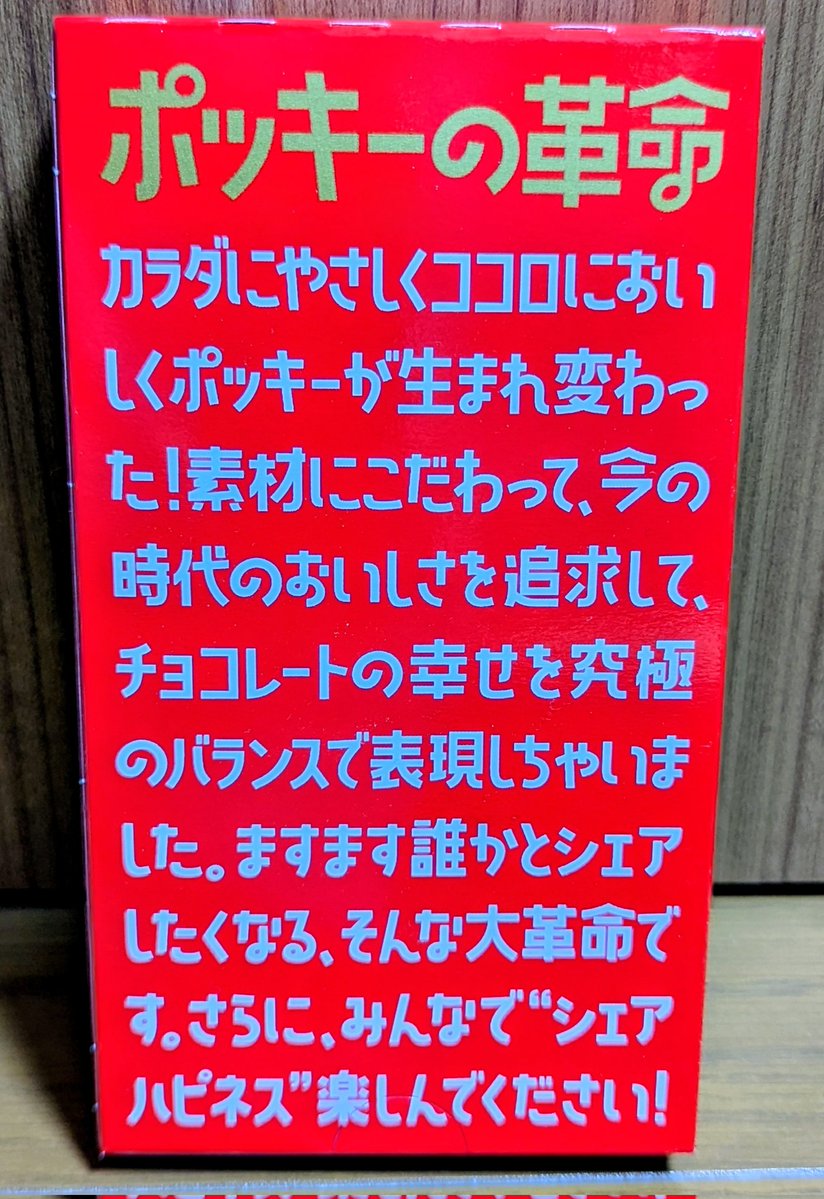 ポッキーの革命
カラダにやさしくココロにおい
しくポッキーが生まれ変わっ
た!素材にこだわって、今の
時代のおいしさを追求して、
チョコレートの幸せを究極
のバランスで表現しちゃいま
した。ますます誰かとシェア
したくなる、そんな大革命で
す。さらに、みんなで“シェア
ハピネス”楽しんでください!